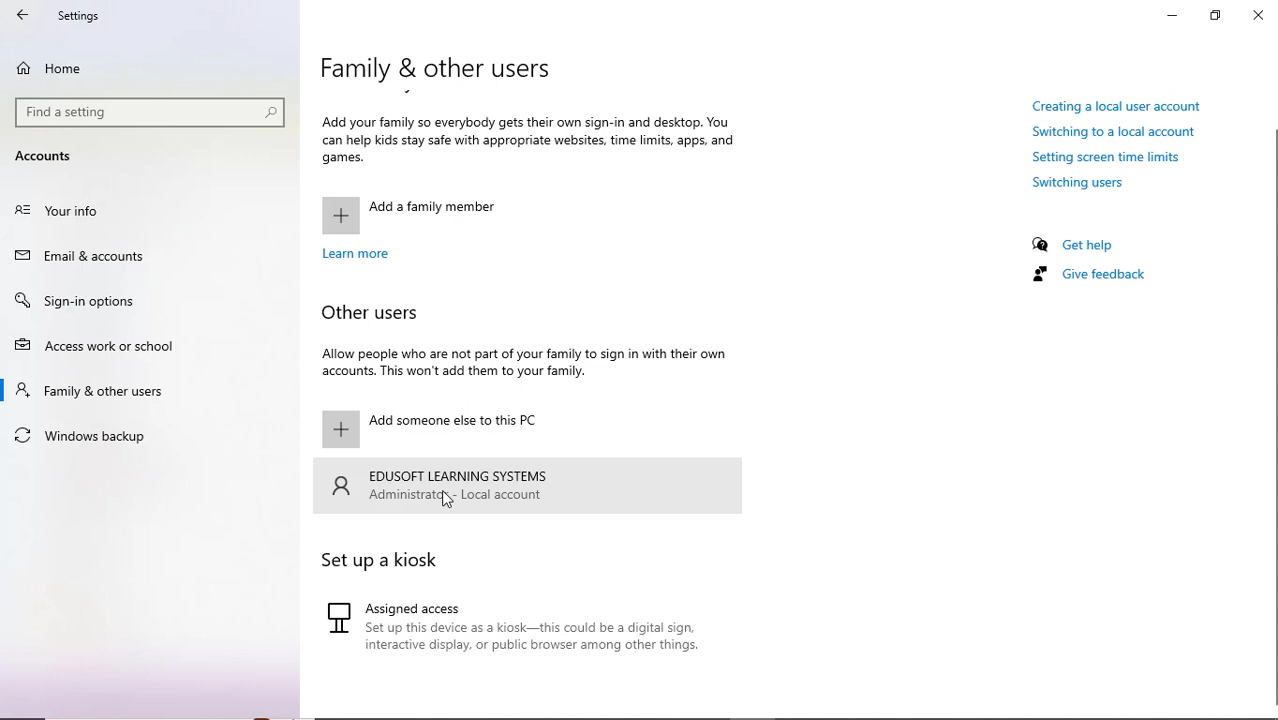 Settings
Home
Find a setting
Accounts
Your info
Email & accounts
Sign-in options
Access work or school
Family & other users
Windows backup
Family & other users
Add your family so everybody gets their own sign-in and desktop. You
can help kids stay safe with appropriate websites, time limits, apps, and
games.
Add a family member
Learn more
Other users
Allow people who are not part of your family to sign in with their own
accounts. This won't add them to your family.
Add someone else to this PC
EDUSOFT LEARNING SYSTEMS
Administrator - Local account
Set up a kiosk
Assigned access
Set up this device as a kiosk—this could be a digital sign,
interactive display, or public browser among other things.
Creating a local user account
Switching to a local account
Setting screen time limits
Switching users
Get help
Give feedback